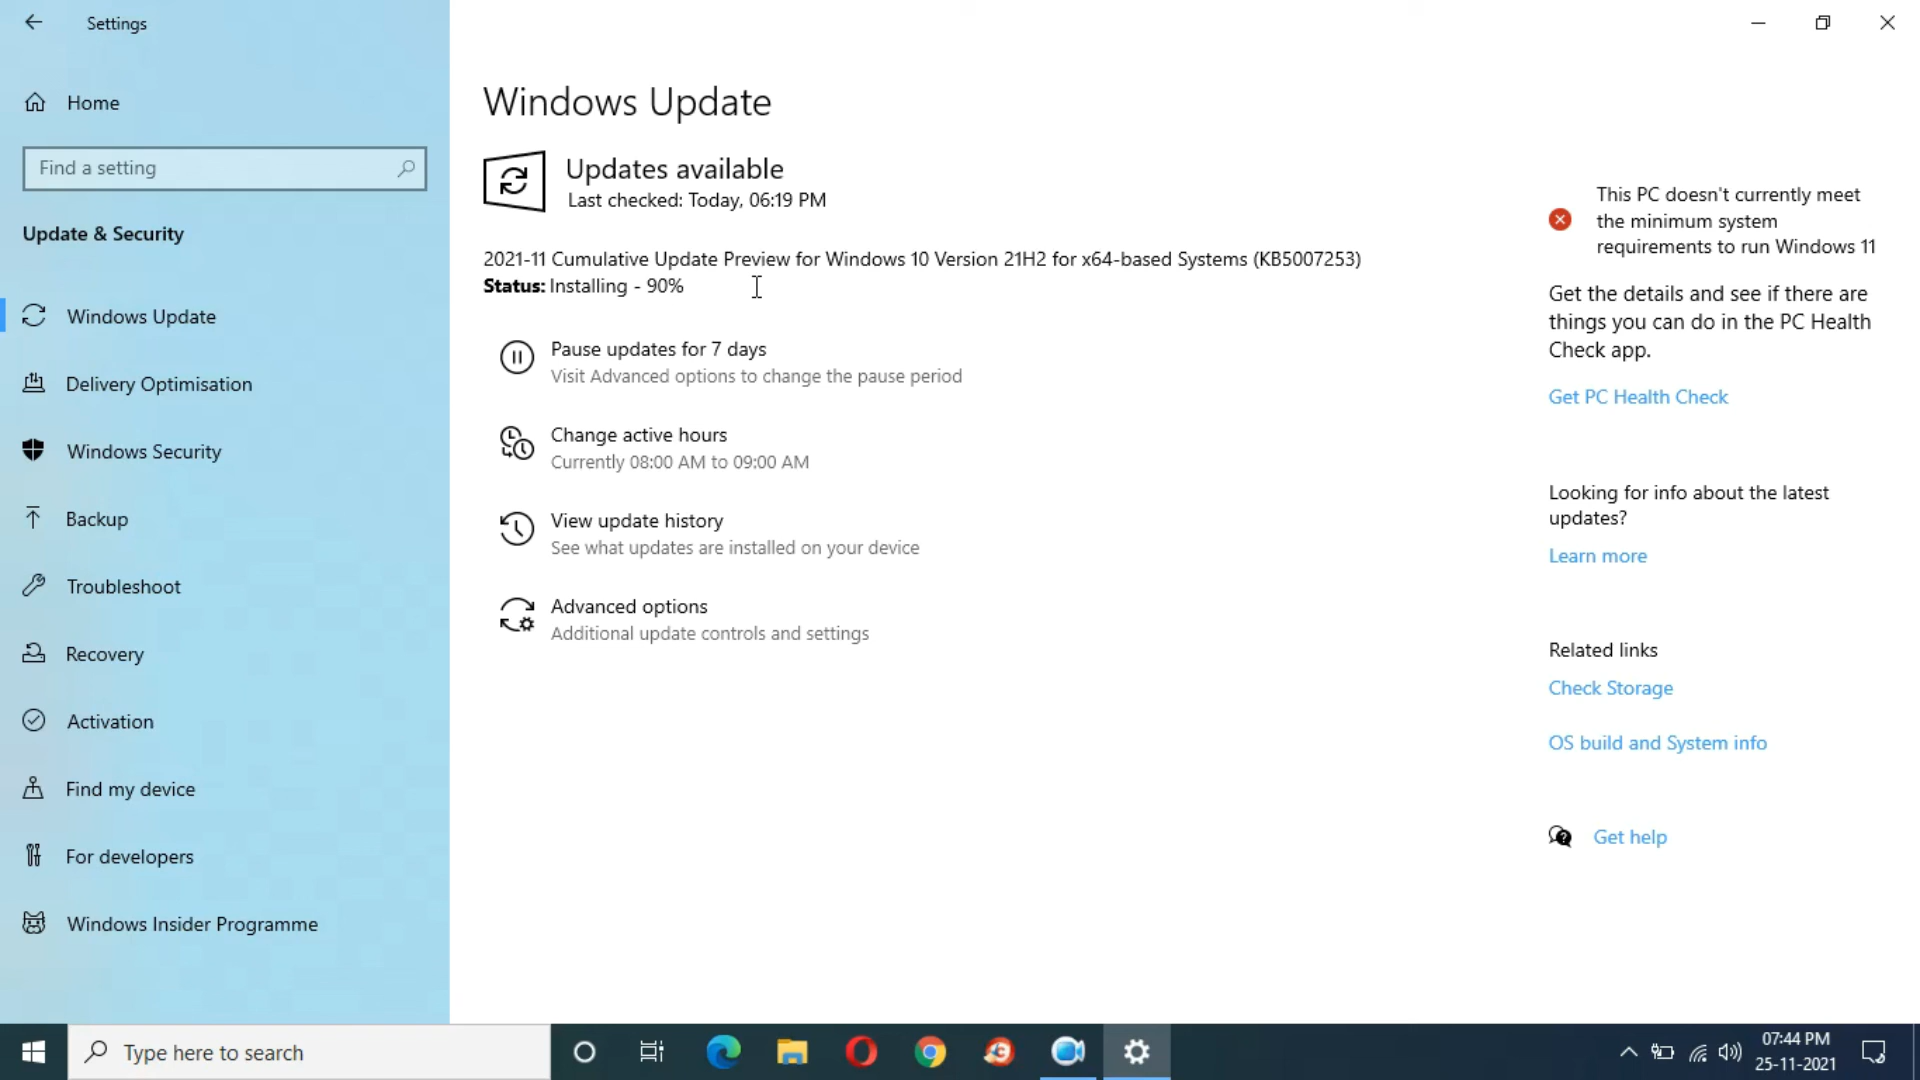 Settings
Home
Find a setting
Update & Security
Windows Update
Delivery Optimisation
Windows Security
Backup
Troubleshoot
Recovery
Activation
Find my device
For developers
Windows Insider Programme
Windows Update
Updates available
Last checked: Today, 06:19 PM
2021-11 Cumulative Update Preview for Windows 10 Version 21H2 for x64-based Systems (KB5007253)
Status: Installing - 90%
Pause updates for 7 days
Visit Advanced options to change the pause period
Change active hours
Currently 08:00 AM to 09:00 AM
View update history
See what updates are installed on your device
Advanced options
Additional update controls and settings
This PC doesn't currently meet
the minimum system
requirements to run Windows 11
Get the details and see if there are
things you can do in the PC Health
Check app.
Get PC Health Check
Looking for info about the latest
updates?
Learn more
Related links
Check Storage
OS build and System info
Get help
Type here to search
07:44 PM
25-11-2021